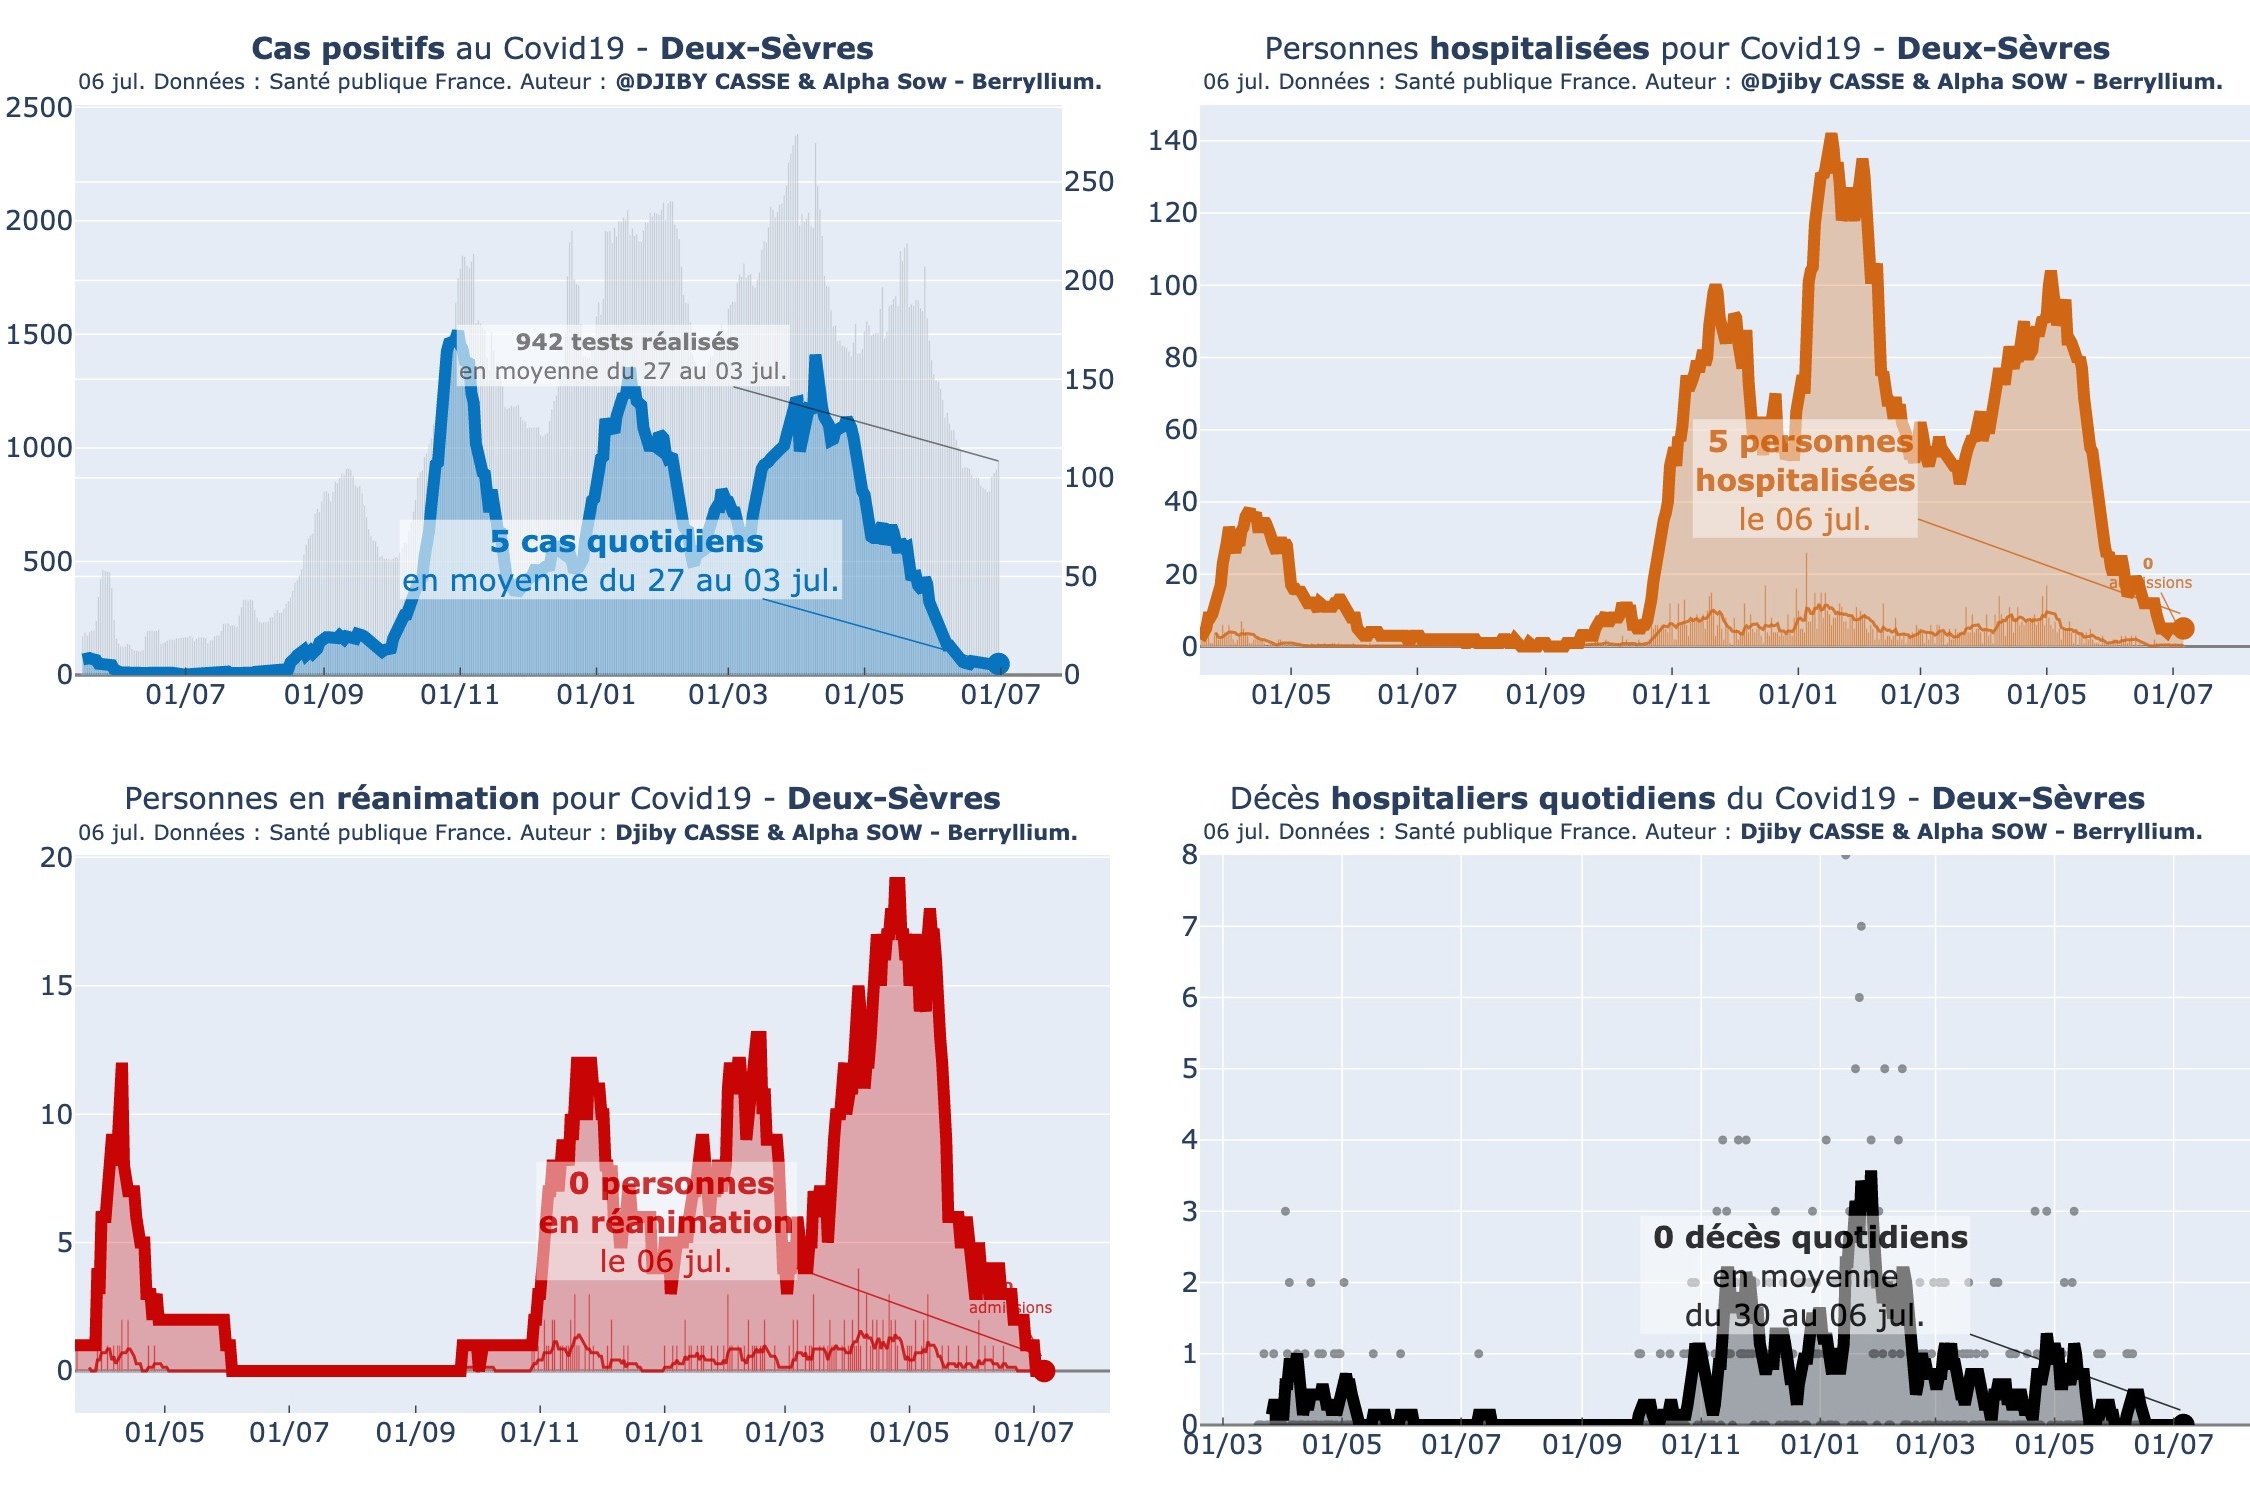 Cas positifs au Covid19 - Deux-Sèvres
06 jul. Données : Santé publique France. Auteur : @DJIBY CASSE & Alpha Sow - Berryllium.
2500
2000
1500
1000
500
0
250
200
150
100
50
0
942 tests réalisés
en moyenne du 27 au 03 jul.
5 cas quotidiens
en moyenne du 27 au 03 jul.
01/07 01/09 01/11 01/01 01/03 01/05 01/07
Personnes hospitalisées pour Covid19 - Deux-Sèvres
06 jul. Données : Santé publique France. Auteur : @Djiby CASSE & Alpha SOW - Berryllium.
140
120
100
80
60
40
20
0
5 personnes
hospitalisées
le 06 jul.
0
admissions
01/05 01/07 01/09 01/11 01/01 01/03 01/05 01/07
Personnes en réanimation pour Covid19 - Deux-Sèvres
06 jul. Données : Santé publique France. Auteur : Djiby CASSE & Alpha SOW - Berryllium.
20
15
10
5
0
0 personnes
en réanimation
le 06 jul.
admissions
01/05 01/07 01/09 01/11 01/01 01/03 01/05 01/07
Décès hospitaliers quotidiens du Covid19 - Deux-Sèvres
06 jul. Données : Santé publique France. Auteur : Djiby CASSE & Alpha SOW - Berryllium.
8
7
6
5
4
3
2
1
0
0 décès quotidiens
en moyenne
du 30 au 06 jul.
01/03 01/05 01/07 01/09 01/11 01/01 01/03 01/05 01/07